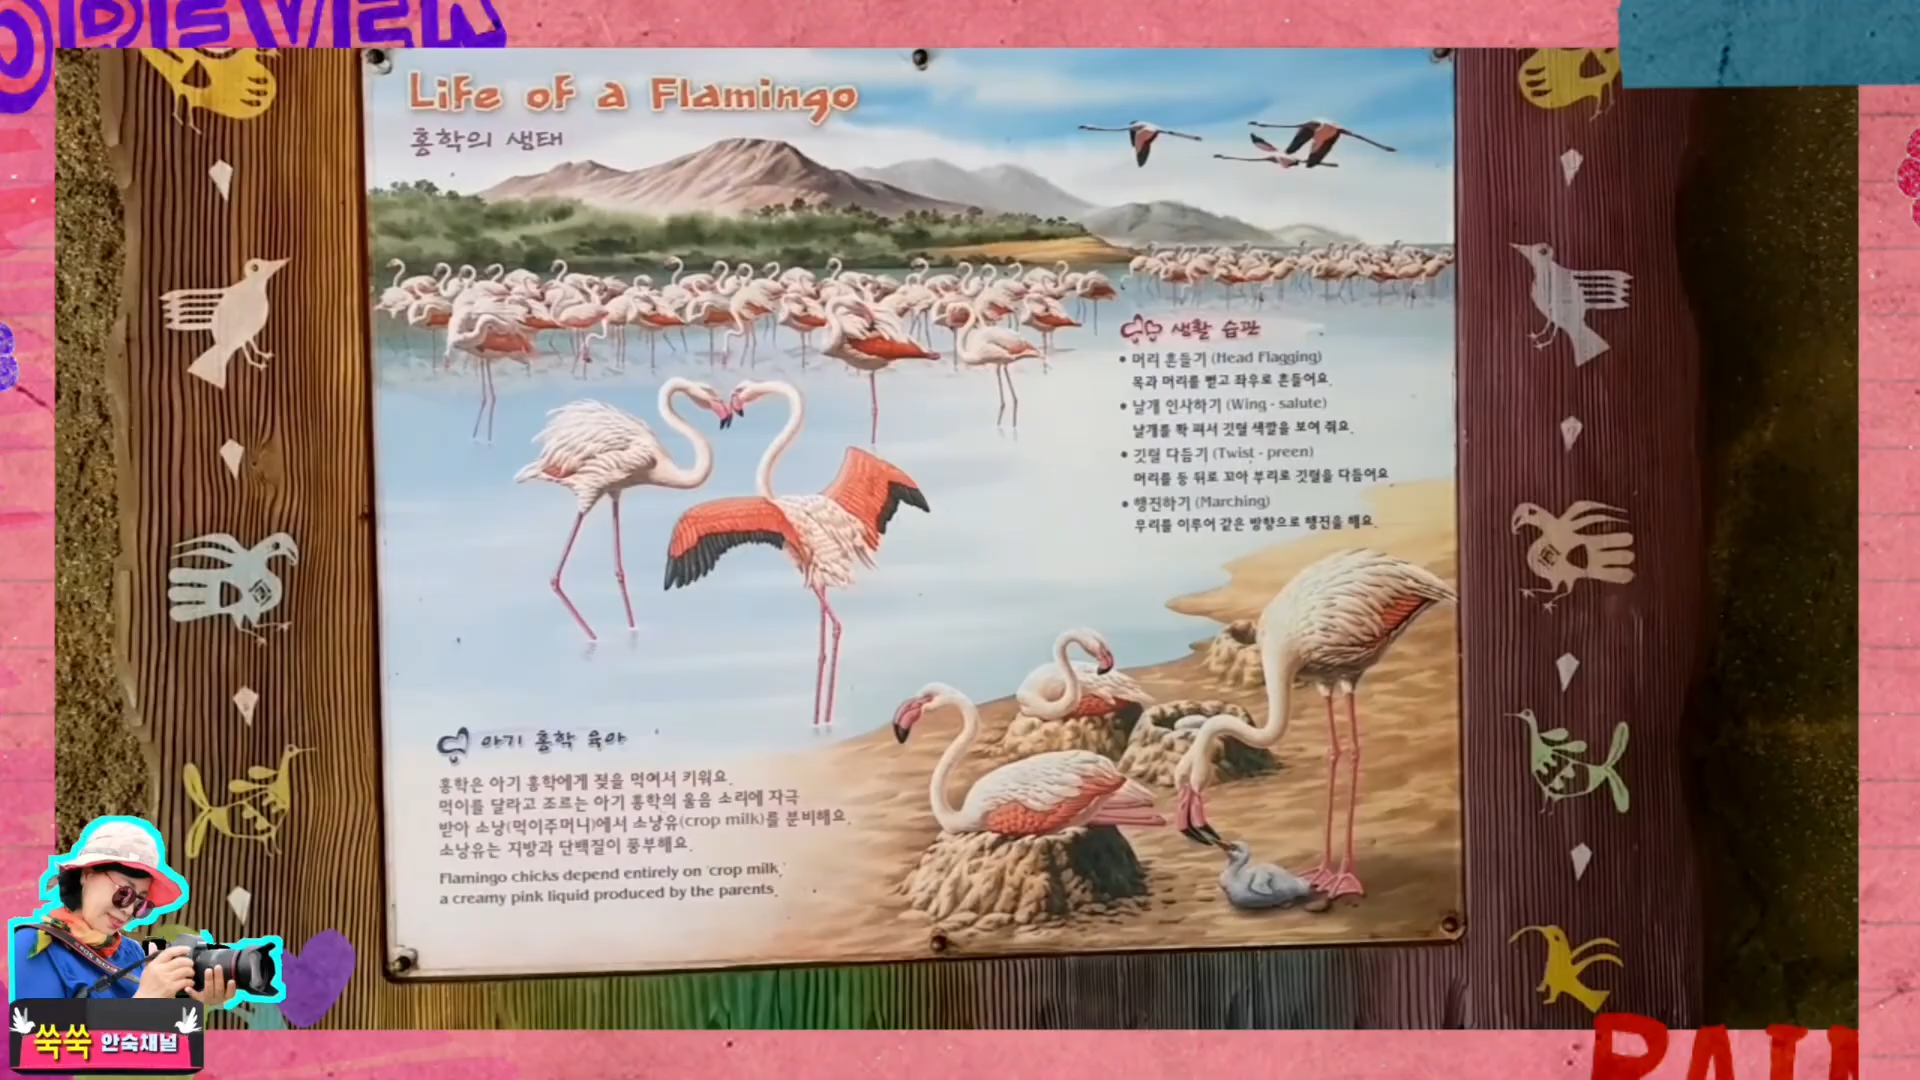 FOREVER
Life of a Flamingo
홍학의 생태
생활 습관
• 머리 흔들기 (Head Flagging)
목과 머리를 뻗고 좌우로 흔들어요.
• 날개 인사하기 (Wing - salute)
날개를 확 펴서 깃털 색깔을 보여 줘요.
• 깃털 다듬기 (Twist - preen)
머리를 등 뒤로 꼬아 부리로 깃털을 다듬어요
• 행진하기 (Marching)
무리를 이루어 같은 방향으로 행진을 해요.
아기 홍학 육아
홍학은 아기 홍학에게 젖을 먹여서 키워요.
먹이를 달라고 조르는 아기 홍학의 울음 소리에 자극
받아 소낭(먹이주머니)에서 소낭유(crop milk)를 분비해요.
소낭유는 지방과 단백질이 풍부해요.
Flamingo chicks depend entirely on 'crop milk,'
a creamy pink liquid produced by the parents.
쑥쑥 안숙채널